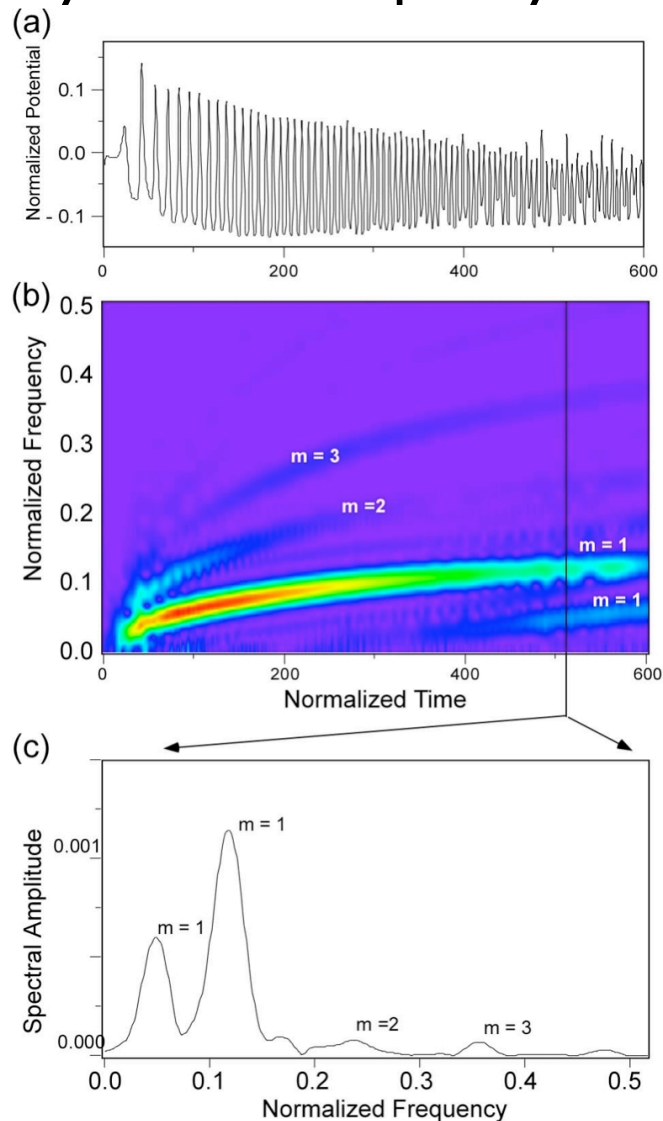 (a)
Normalized Potential
0.1
0.0
- 0.1
0
200
400
600
(b)
Normalized Frequency
0.5
0.4
0.3
0.2
0.1
0.0
m = 3
m =2
m = 1
m = 1
0
200
400
600
Normalized Time
(c)
Spectral Amplitude
0.001
0.000
m = 1
m = 1
m =2
m = 3
0.0
0.1
0.2
0.3
0.4
0.5
Normalized Frequency